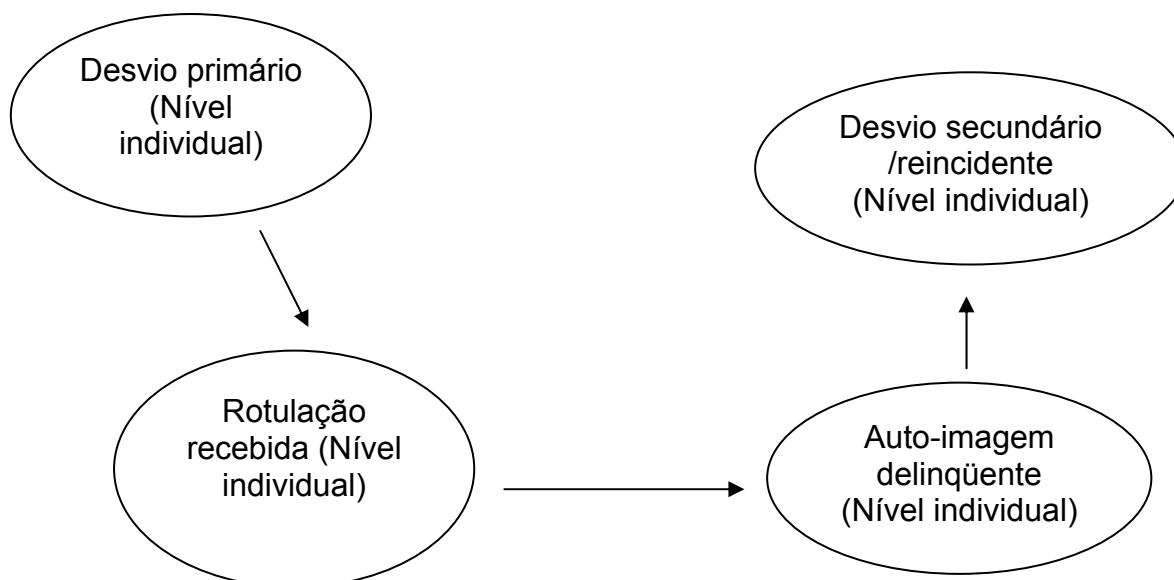 Desvio primário
(Nível
individual)
Desvio secundário
/reincidente
(Nível individual)
Rotulação
recebida (Nível
individual)
Auto-imagem
delinqüente
(Nível individual)